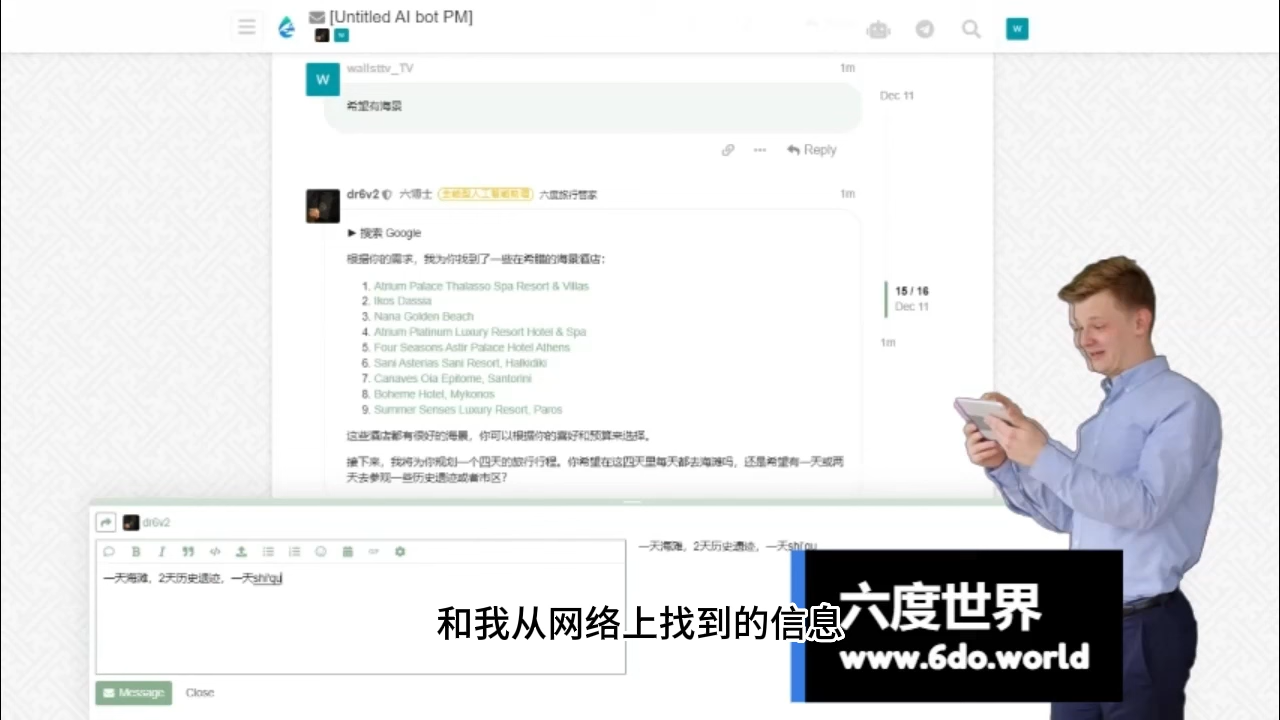 [Untitled AI bot PM]
W
W
W
wallsttv_TV
1m
希望有海景
Dec 11
Reply
dr6v2 六博士 全能型人工智能助理 六度旅行管家
1m
▶ 搜索 Google
根据你的需求，我为你找到了一些在希腊的海景酒店：
1. Atrium Palace Thalasso Spa Resort & Villas
2. Ikos Dassia
3. Nana Golden Beach
4. Atrium Platinum Luxury Resort Hotel & Spa
5. Four Seasons Astir Palace Hotel Athens
6. Sani Asterias Sani Resort, Halkidiki
7. Canaves Oia Epitome, Santorini
8. Boheme Hotel, Mykonos
9. Summer Senses Luxury Resort, Paros
15 / 16
Dec 11
1m
这些酒店都有很好的海景，你可以根据你的喜好和预算来选择。
接下来，我将为你规划一个四天的旅行行程。你希望在这四天里每天都去海滩吗，还是希望有一天或两
天去参观一些历史遗迹或者市区？
dr6v2
B I
一天海滩，2天历史遗迹，一天shi'qu
一天海滩，2天历史遗迹，一天shi'qu
和我从网络上找到的信息
六度世界
www.6do.world
Message
Close